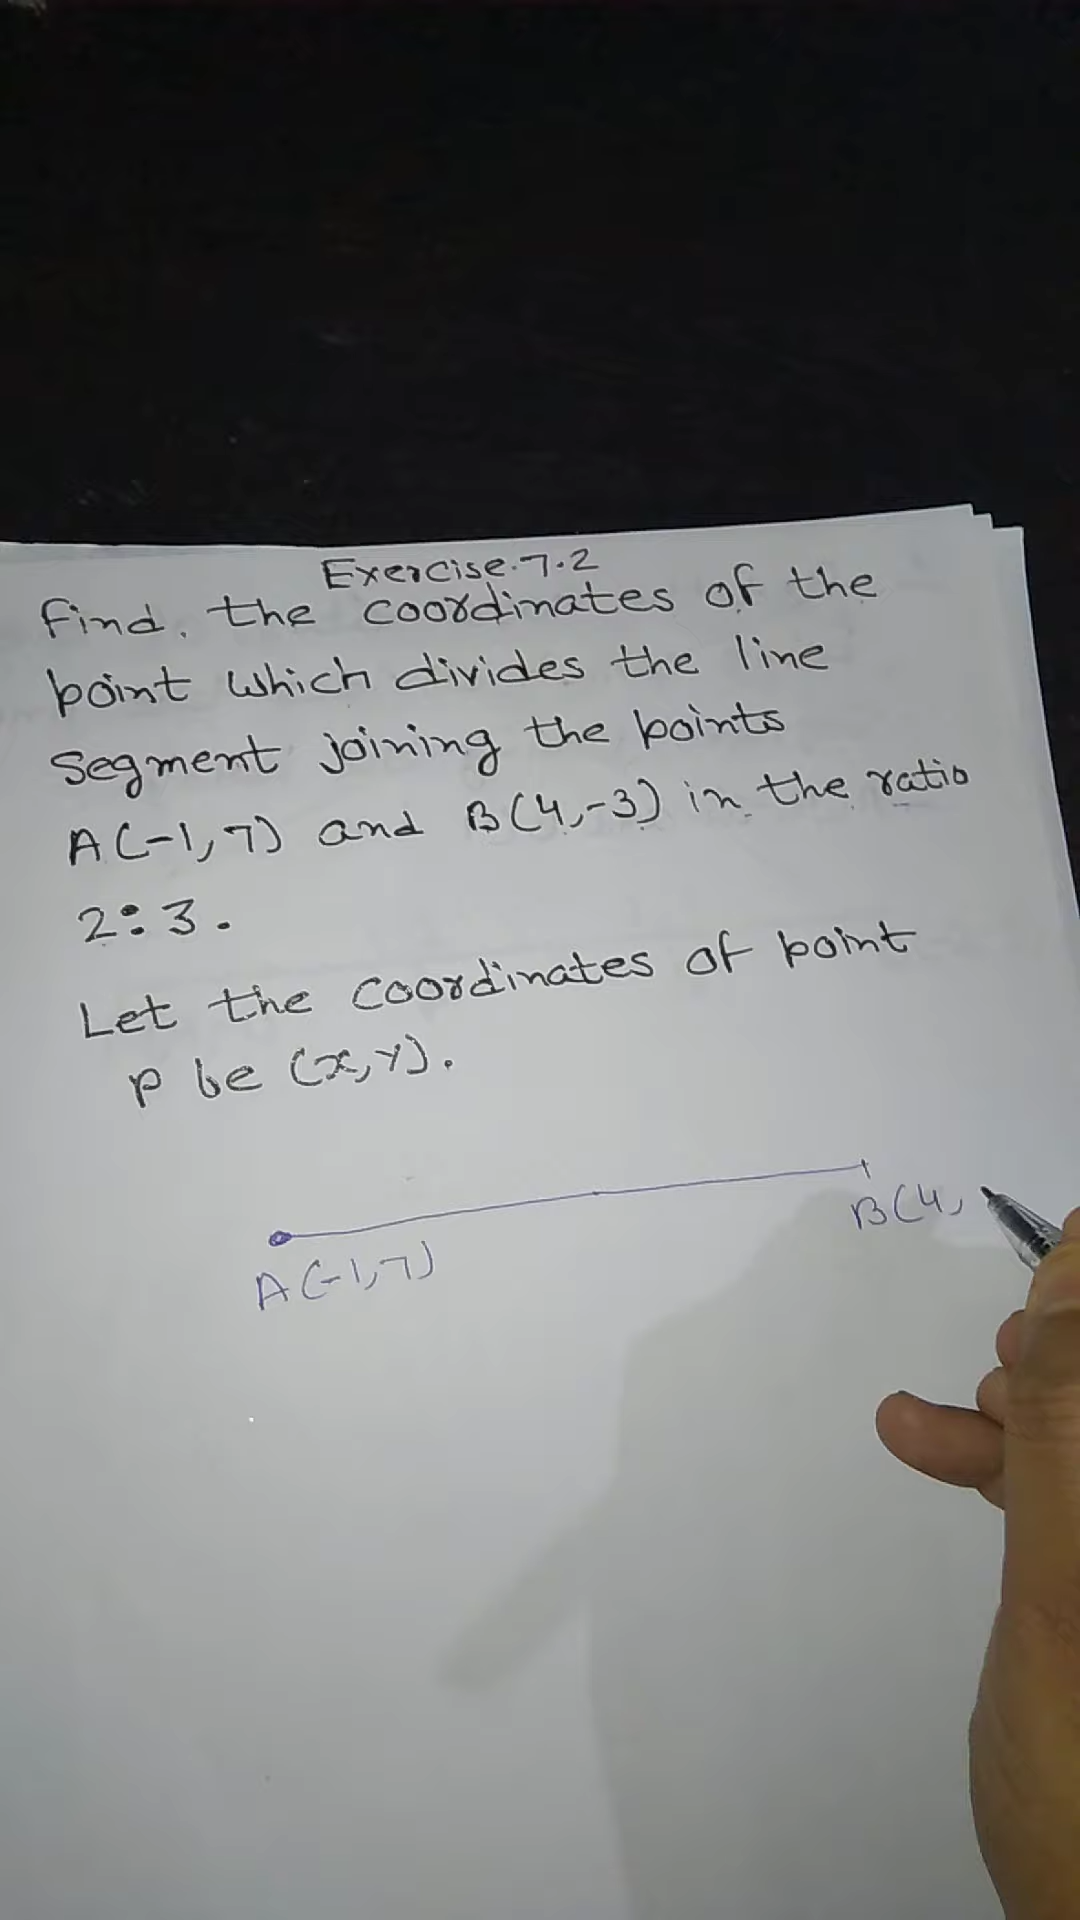 Exercise.7.2
Find. the coordinates of the
point which divides the line
segment joining the points
A(-1,7) and B(4,-3) in the ratio
2:3.
Let the coordinates of point
P be (x,y).
B(4,
A(-1,7)